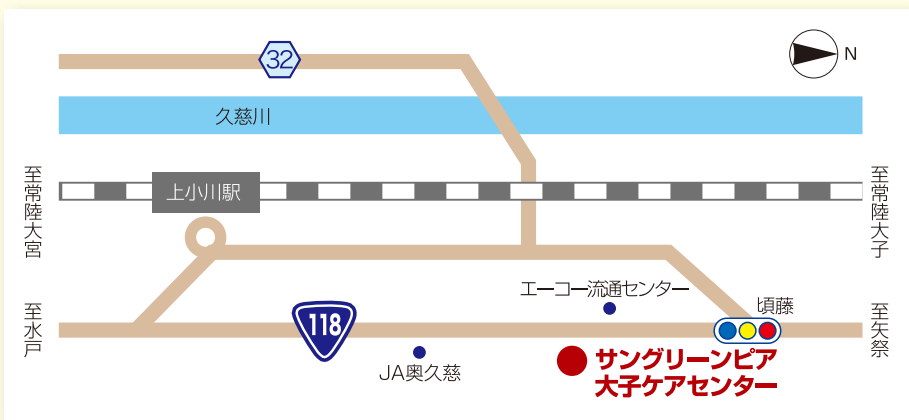 32
N
久慈川
至常陸大宮
上小川駅
至常陸大子
エーコー流通センター
頃藤
至水戸
118
至矢祭
JA奥久慈
サングリーンピア
大子ケアセンター